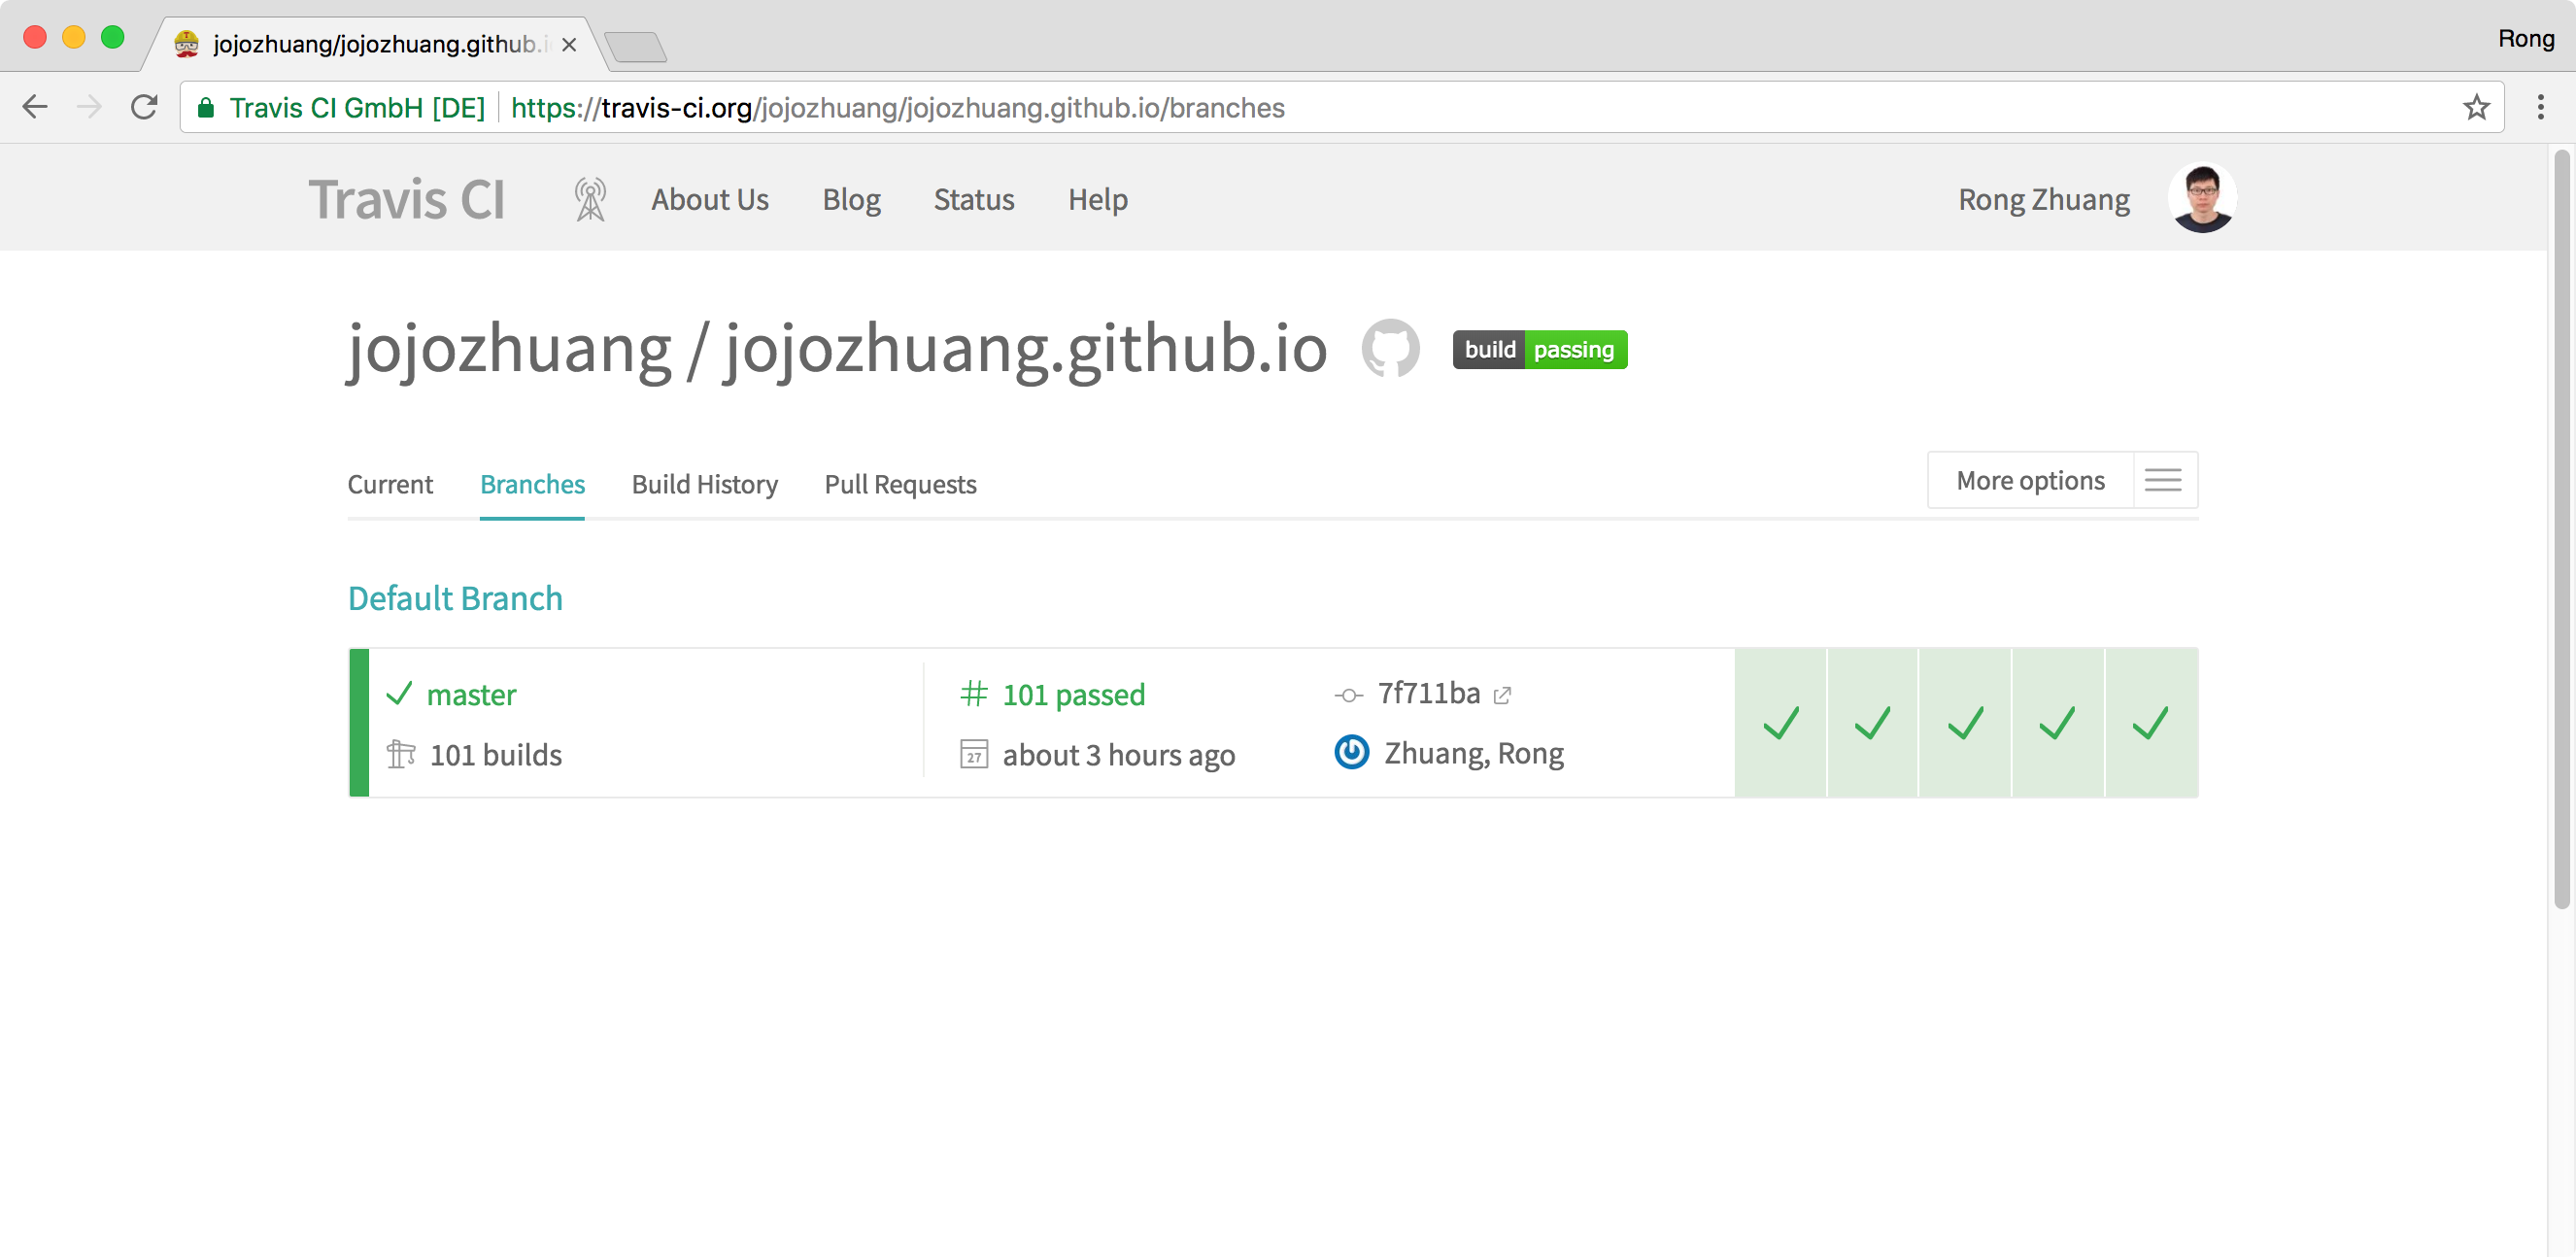 jojozhuang/jojozhuang.github.i
Rong
Travis CI GmbH [DE] https://travis-ci.org/jojozhuang/jojozhuang.github.io/branches
Travis CI About Us Blog Status Help Rong Zhuang
jojozhuang / jojozhuang.github.io build passing
Current Branches Build History Pull Requests More options
Default Branch
master # 101 passed 7f711ba
101 builds 27 about 3 hours ago Zhuang, Rong